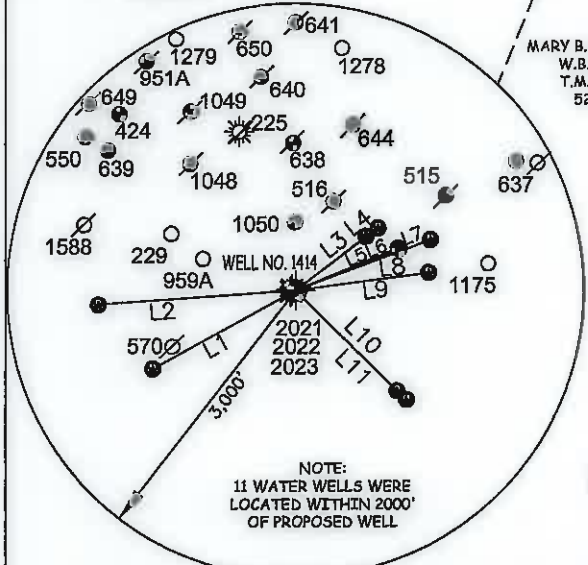 641
650
1279
1278
951A
MARY B.
W.B.
T.M.
52
640
649
1049
424
225
644
550
639
638
637
1048
515
516
1050
1588
229
L3
L4
L7
L5
L6
959A
WELL NO. 1414
L8
1175
L9
L2
2021
2022
2023
L10
570
L1
L11
3,000'
NOTE:
11 WATER WELLS WERE
LOCATED WITHIN 2000'
OF PROPOSED WELL